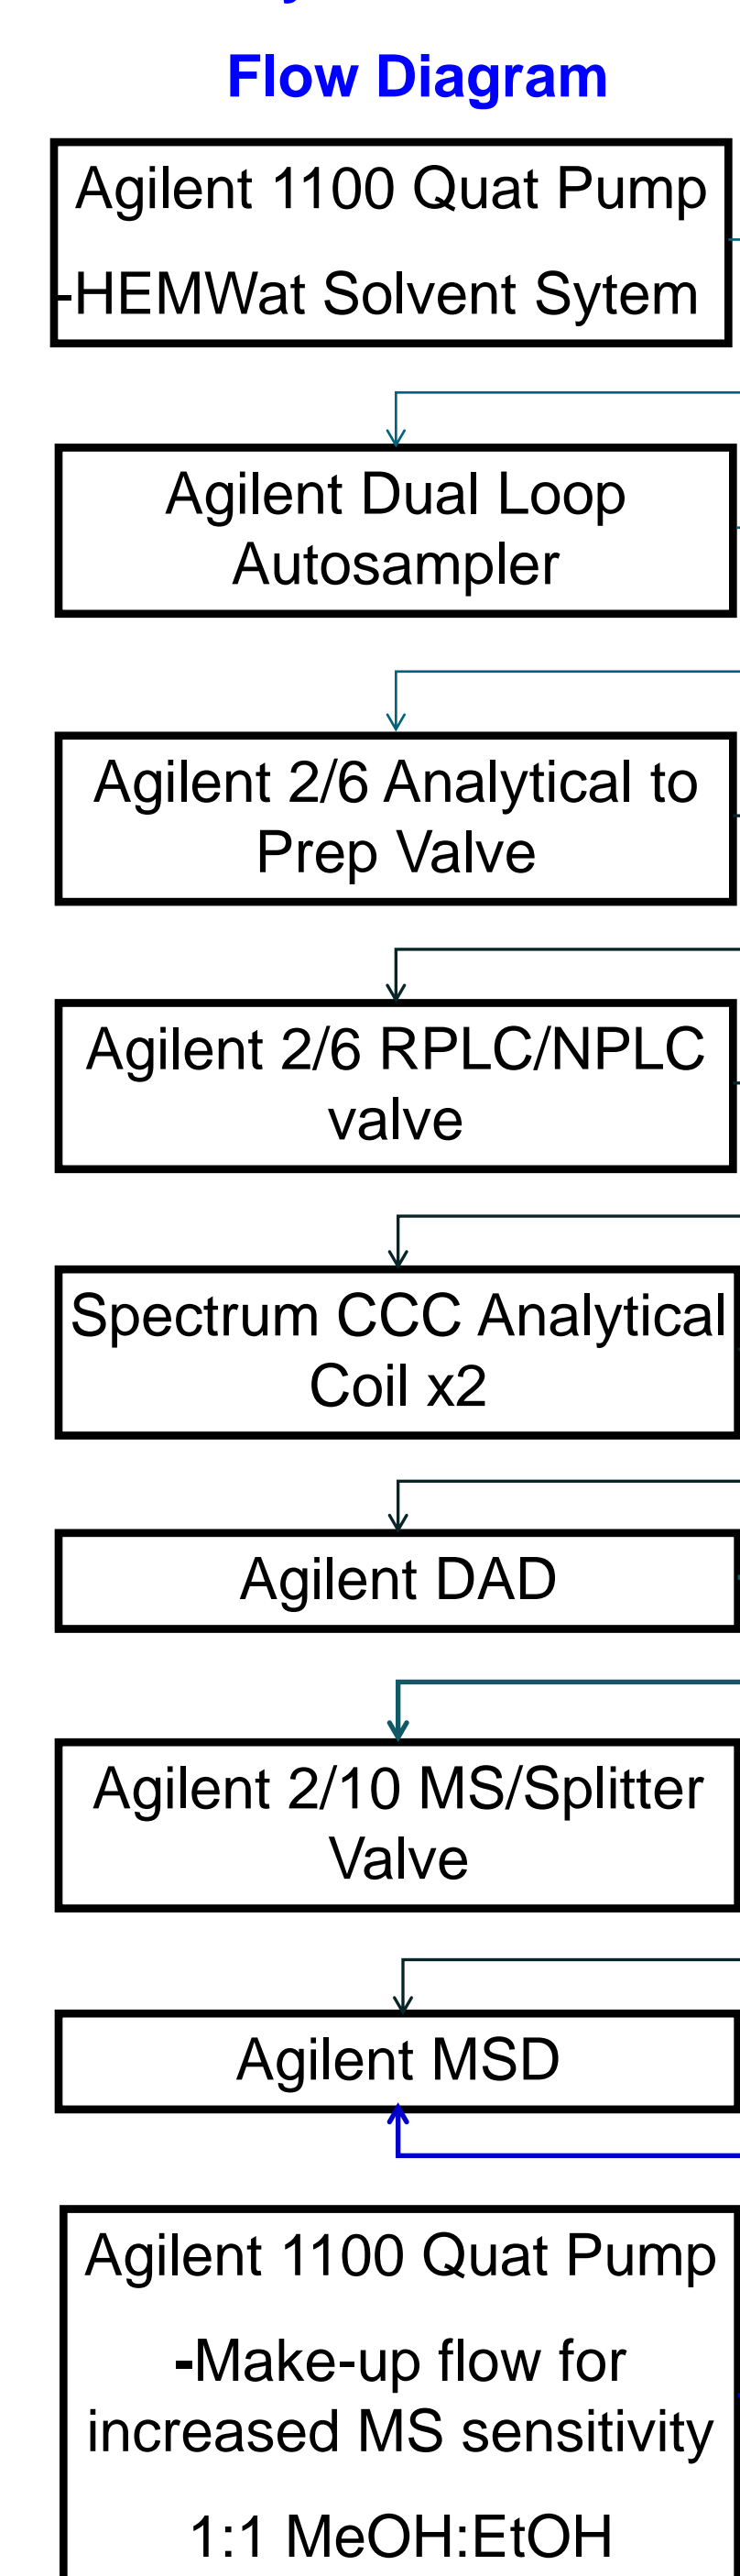 Flow Diagram
Agilent 1100 Quat Pump
-HEMWat Solvent Sytem
Agilent Dual Loop
Autosampler
Agilent 2/6 Analytical to
Prep Valve
Agilent 2/6 RPLC/NPLC
valve
Spectrum CCC Analytical
Coil x2
Agilent DAD
Agilent 2/10 MS/Splitter
Valve
Agilent MSD
Agilent 1100 Quat Pump
-Make-up flow for
increased MS sensitivity
1:1 MeOH:EtOH